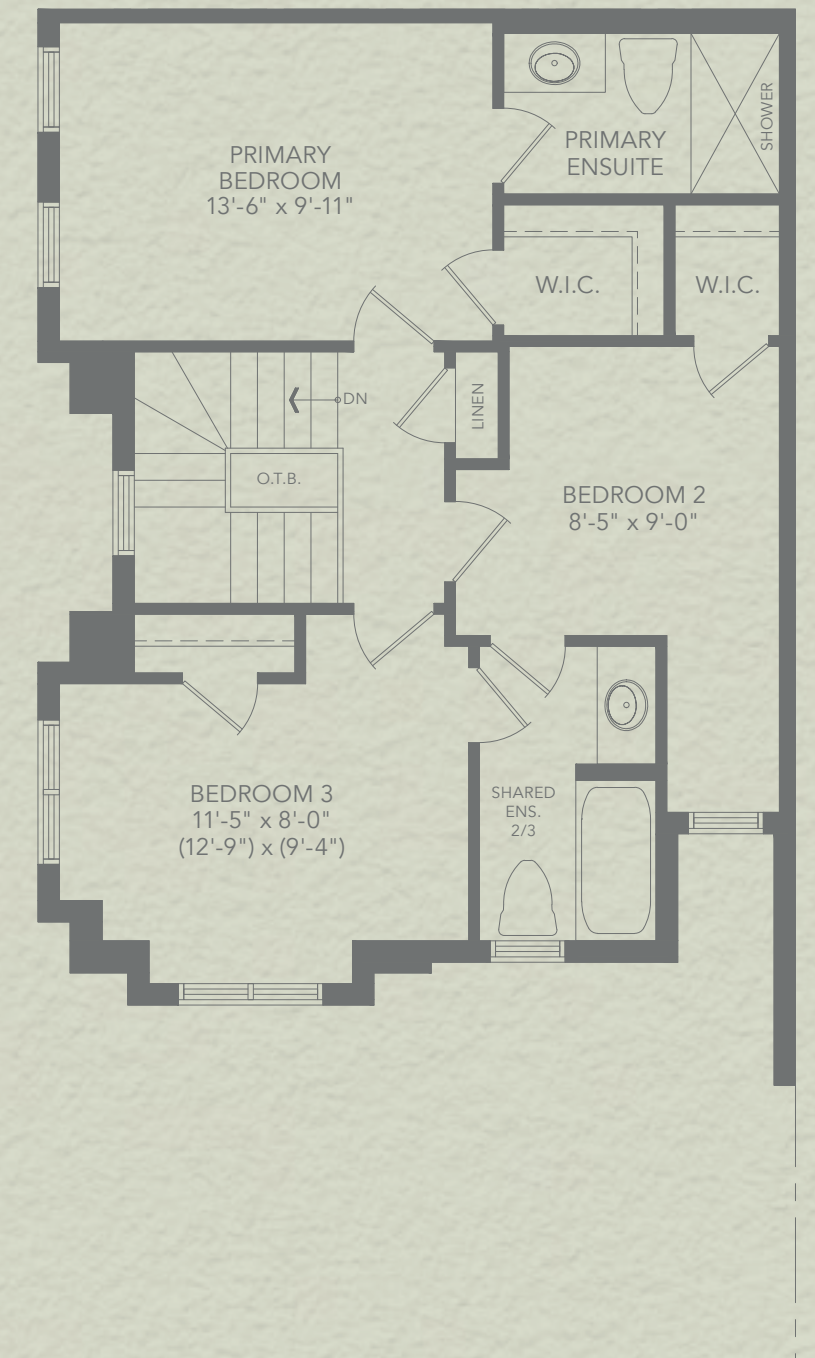 PRIMARY
BEDROOM
13'-6" x 9'-11"
PRIMARY
ENSUITE
SHOWER
W.I.C.
W.I.C.
DN
LINEN
O.T.B.
BEDROOM 2
8'-5" x 9'-0"
BEDROOM 3
11'-5" x 8'-0"
(12'-9") x (9'-4")
SHARED
ENS.
2/3